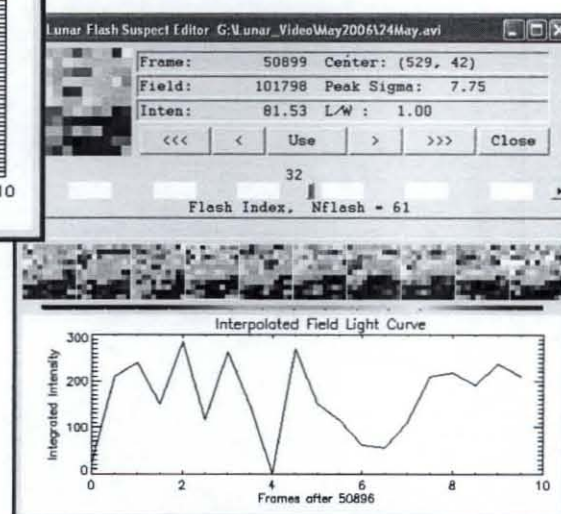 Lunar Flash Suspect Editor G:\Lunar_Video\May2006\24May.avi
Frame: 50899 Center: (529, 42)
Field: 101798 Peak Sigma: 7.75
Inten: 81.53 L/W : 1.00
<<< < Use > >>> Close
32
Flash Index, Nflash = 61
10
Interpolated Field Light Curve
Integrated Intensity
300
200
100
0
0 2 4 6 8 10
Frames after 50896